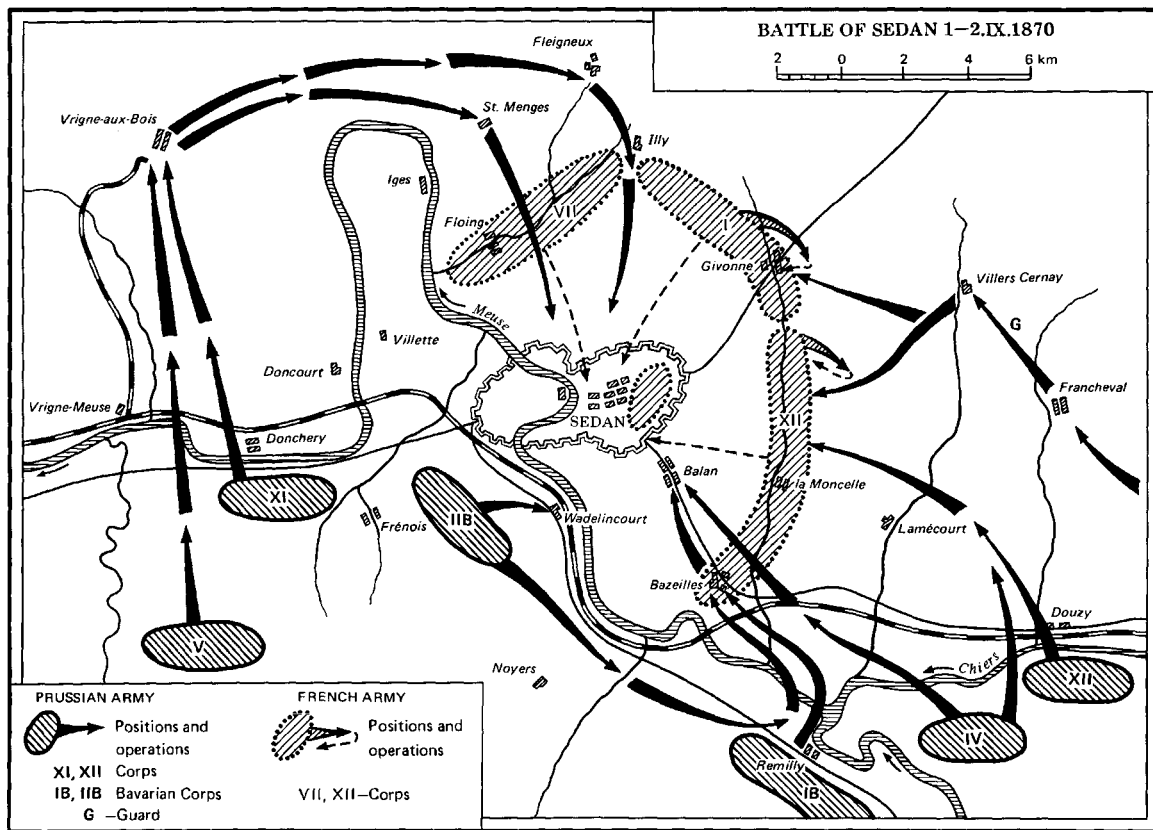 BATTLE OF SEDAN 1–2.IX.1870
2 0 2 4 6 km
Fleigneux
Vrigne-aux-Bois
St. Menges
Illy
Iges
VII
I
Floing
Givonne
Villers Cernay
Meuse
G
Villette
Doncourt
Francheval
Vrigne-Meuse
SEDAN
XII
Donchery
Balan
XI
la Moncelle
IIB
Wadelincourt
Frénois
Lamécourt
Bazeilles
Douzy
V
Noyers
Chiers
XII
IV
Remilly
IB
PRUSSIAN ARMY
Positions and
operations
XI, XII Corps
IB, IIB Bavarian Corps
G –Guard
FRENCH ARMY
Positions and
operations
VII, XII–Corps